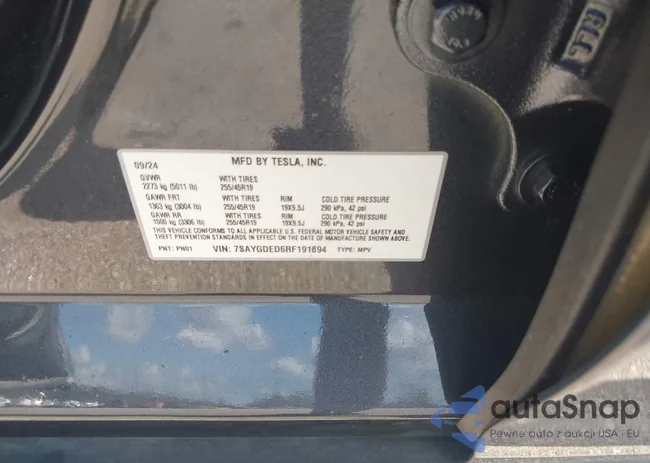 09/24 MFD BY TESLA, INC.
GVWR WITH TIRES
2273 kg (5011 lb) 255/45R19
GAWR FRT WITH TIRES RIM COLD TIRE PRESSURE
1363 kg (3004 lb) 255/45R19 19X9.5J 290 kPa, 42 psi
GAWR RR WITH TIRES RIM COLD TIRE PRESSURE
1500 kg (3306 lb) 255/45R19 19X9.5J 290 kPa, 42 psi
THIS VEHICLE CONFORMS TO ALL APPLICABLE U.S. FEDERAL MOTOR VEHICLE SAFETY AND
THEFT PREVENTION STANDARDS IN EFFECT ON THE DATE OF MANUFACTURE SHOWN ABOVE.
PNT: PN01 VIN: 7SAYGDED6RF191894 TYPE: MPV
autaSnap
Pewne auto z aukcji USA - EU